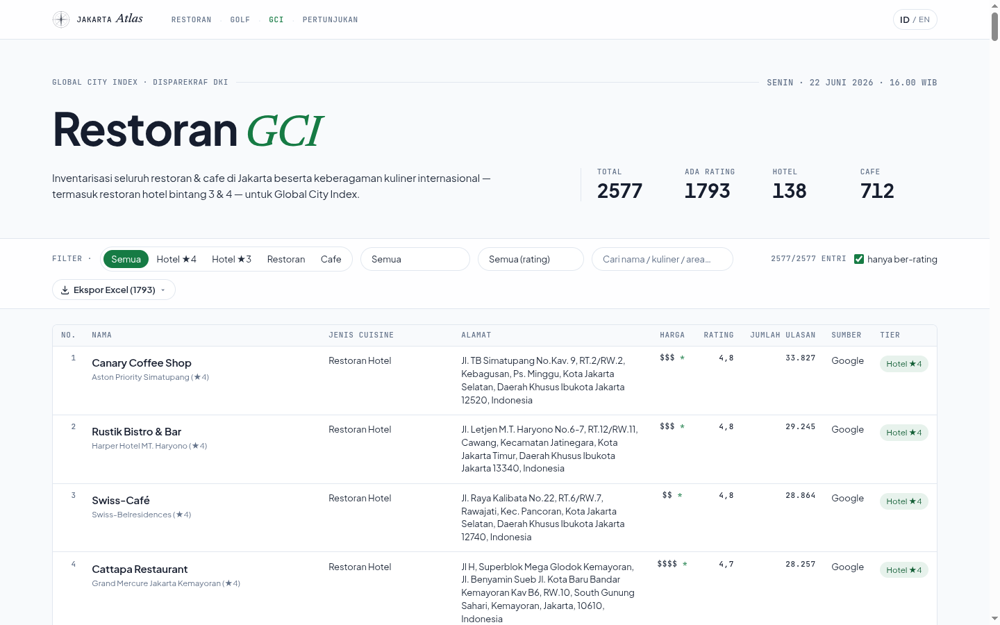 JAKARTA Atlas RESTORAN · GOLF · GCI · PERTUNJUKAN ID / EN
GLOBAL CITY INDEX · DISPAREKRAF DKI SENIN · 22 JUNI 2026 · 16.00 WIB
Restoran GCI
Inventarisasi seluruh restoran & cafe di Jakarta beserta keberagaman kuliner internasional —
termasuk restoran hotel bintang 3 & 4 — untuk Global City Index.
TOTAL ADA RATING HOTEL CAFE
2577 1793 138 712
FILTER · Semua Hotel ★4 Hotel ★3 Restoran Cafe Semua Semua (rating) Cari nama / kuliner / area... 2577/2577 ENTRI hanya ber-rating
Ekspor Excel (1793)
NO. NAMA JENIS CUISINE ALAMAT HARGA RATING JUMLAH ULASAN SUMBER TIER
1 Canary Coffee Shop Restoran Hotel Jl. TB Simatupang No.Kav. 9, RT.2/RW.2, $$$ * 4,8 33.827 Google Hotel ★4
Aston Priority Simatupang (★4) Kebagusan, Ps. Minggu, Kota Jakarta
Selatan, Daerah Khusus Ibukota Jakarta
12520, Indonesia
2 Rustik Bistro & Bar Restoran Hotel Jl. Letjen M.T. Haryono No.6-7, RT.12/RW.11, $$$ * 4,8 29.245 Google Hotel ★4
Harper Hotel MT. Haryono (★4) Cawang, Kecamatan Jatinegara, Kota
Jakarta Timur, Daerah Khusus Ibukota
Jakarta 13340, Indonesia
3 Swiss-Café Restoran Hotel Jl. Raya Kalibata No.22, RT.6/RW.7, $$ * 4,8 28.864 Google Hotel ★4
Swiss-Belresidences (★4) Rawajati, Kec. Pancoran, Kota Jakarta
Selatan, Daerah Khusus Ibukota Jakarta
12740, Indonesia
4 Cattapa Restaurant Restoran Hotel Jl H, Superblok Mega Glodok Kemayoran, $$$$ * 4,7 28.257 Google Hotel ★4
Grand Mercure Jakarta Kemayoran (★4) Jl. Benyamin Sueb Jl. Kota Baru Bandar
Kemayoran Kav B6, RW.10, South Gunung
Sahari, Kemayoran, Jakarta, 10610,
Indonesia